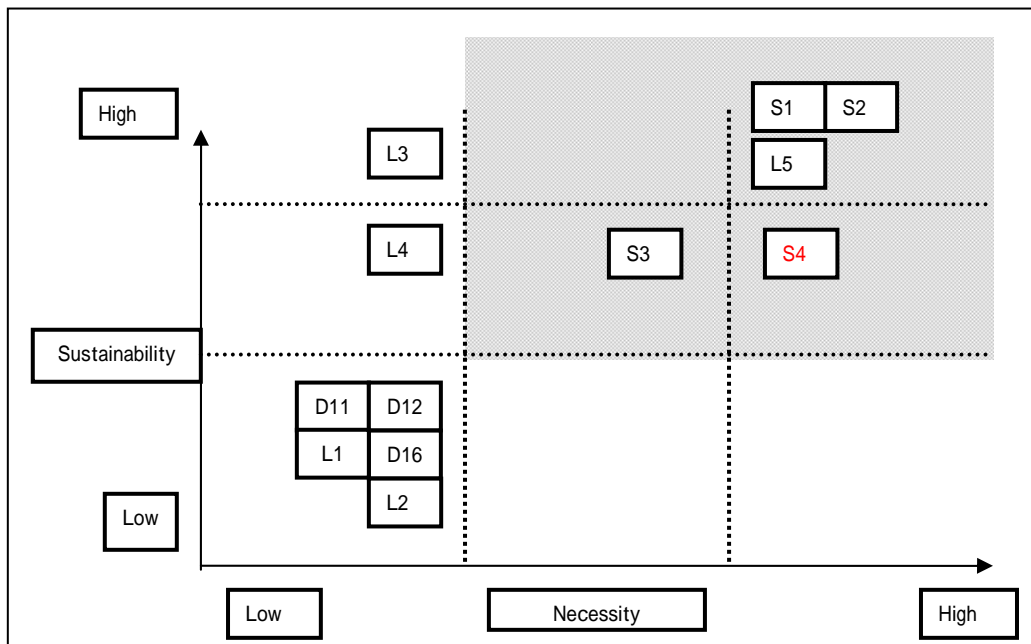 High
S1 S2
L3
L5
L4
S3
S4
Sustainability
D11 D12
L1 D16
L2
Low
Low
Necessity
High